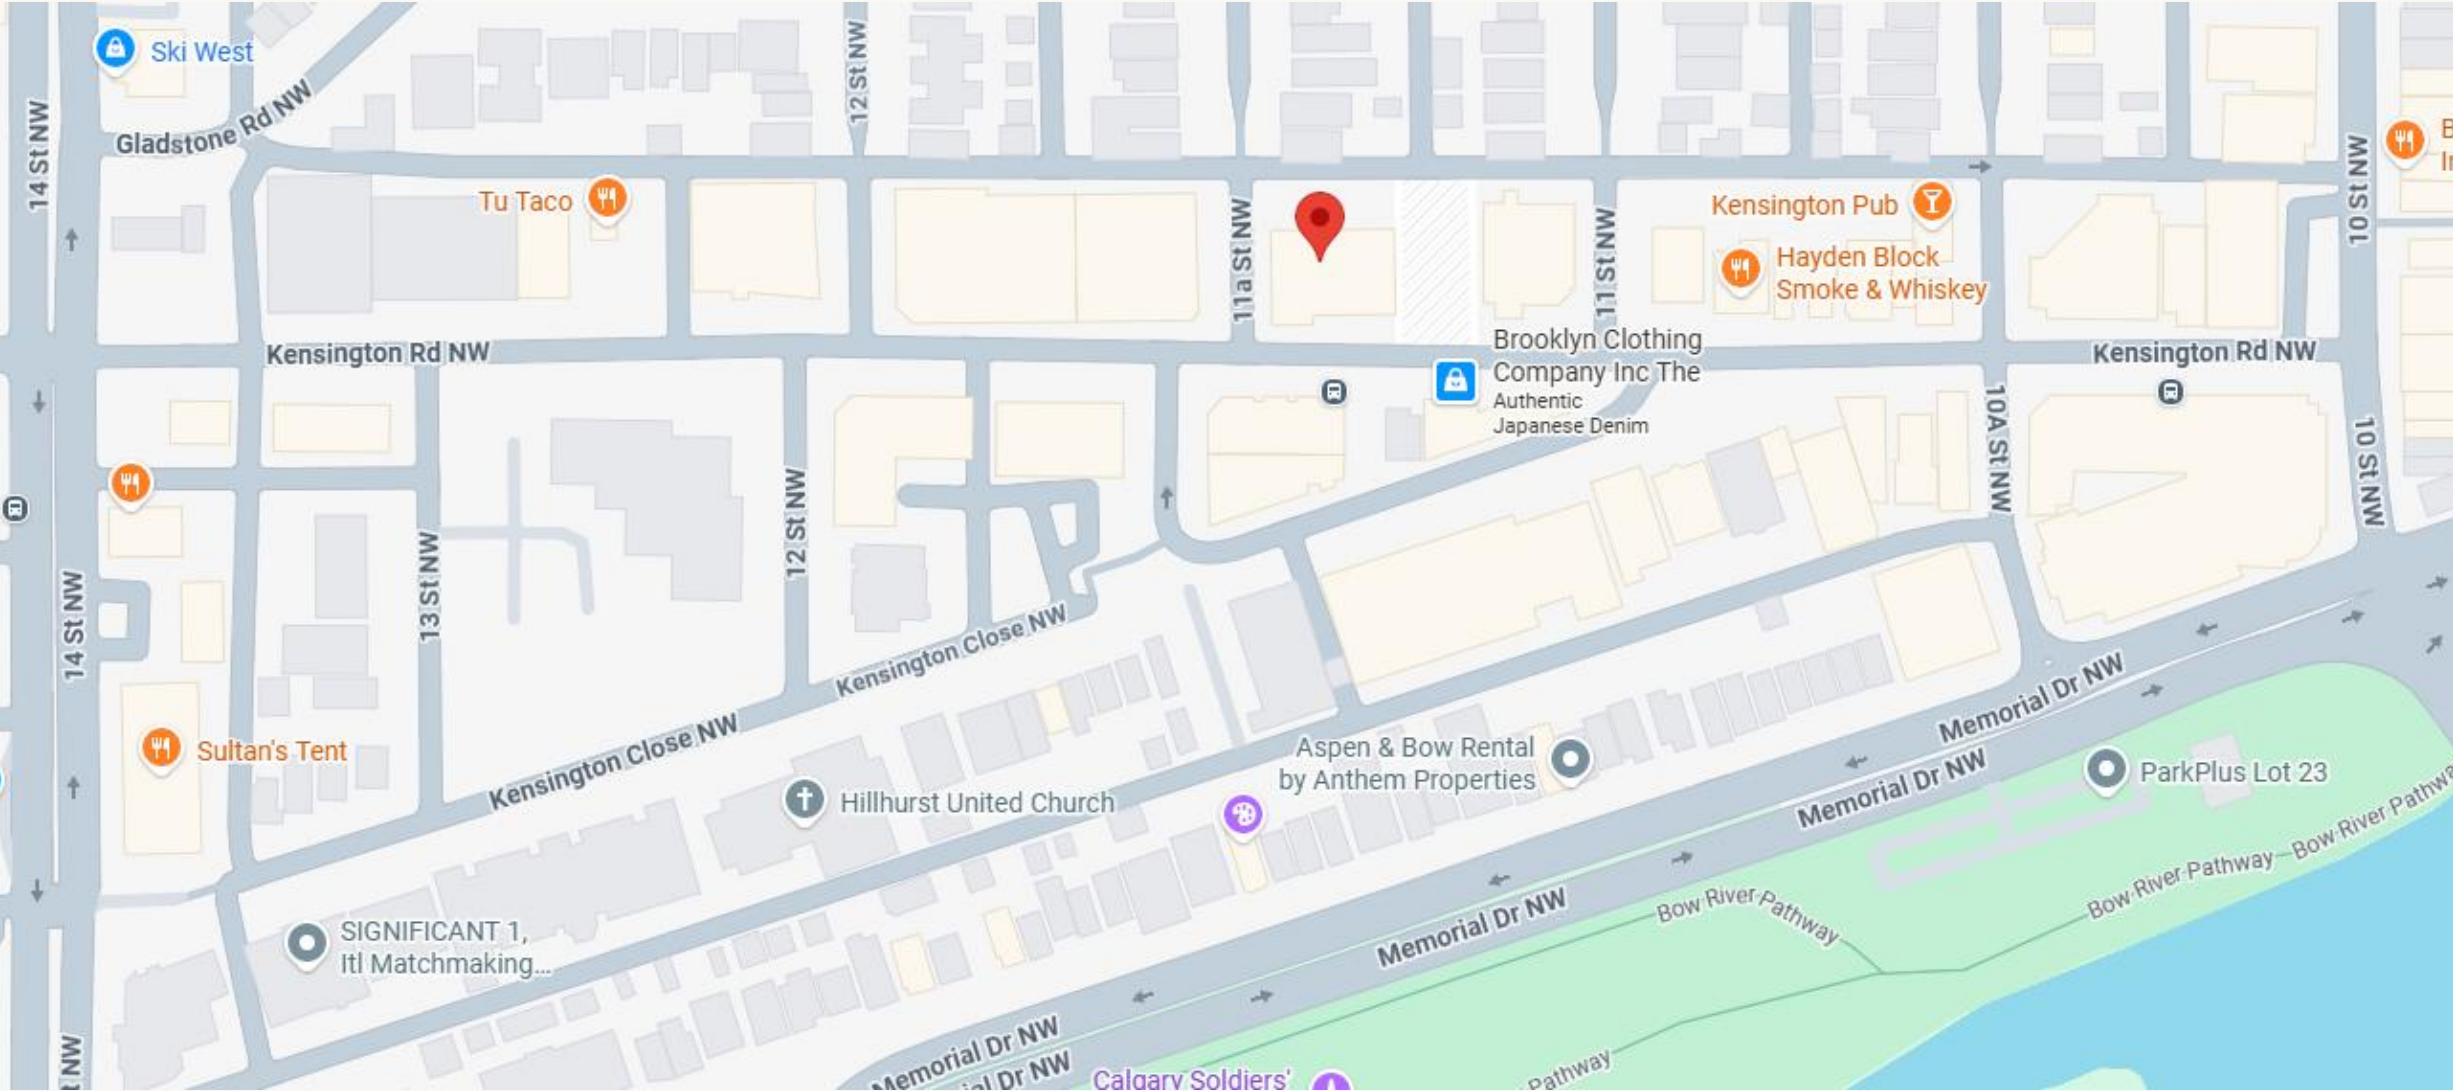 Ski West
14 St NW
Gladstone Rd NW
12 St NW
Tu Taco
11a St NW
11 St NW
Kensington Pub
Hayden Block
Smoke & Whiskey
10 St NW
Kensington Rd NW
Brooklyn Clothing
Company Inc The
Authentic
Japanese Denim
Kensington Rd NW
10A St NW
10 St NW
12 St NW
13 St NW
14 St NW
Kensington Close NW
Kensington Close NW
Sultan's Tent
Hillhurst United Church
Aspen & Bow Rental
by Anthem Properties
Memorial Dr NW
Memorial Dr NW
ParkPlus Lot 23
Bow River Pathway
Bow River Pathway
Bow River Pathway
Memorial Dr NW
SIGNIFICANT 1,
Itl Matchmaking...
Memorial Dr NW
Dr NW
Pathway
Calgary Soldiers'
NW